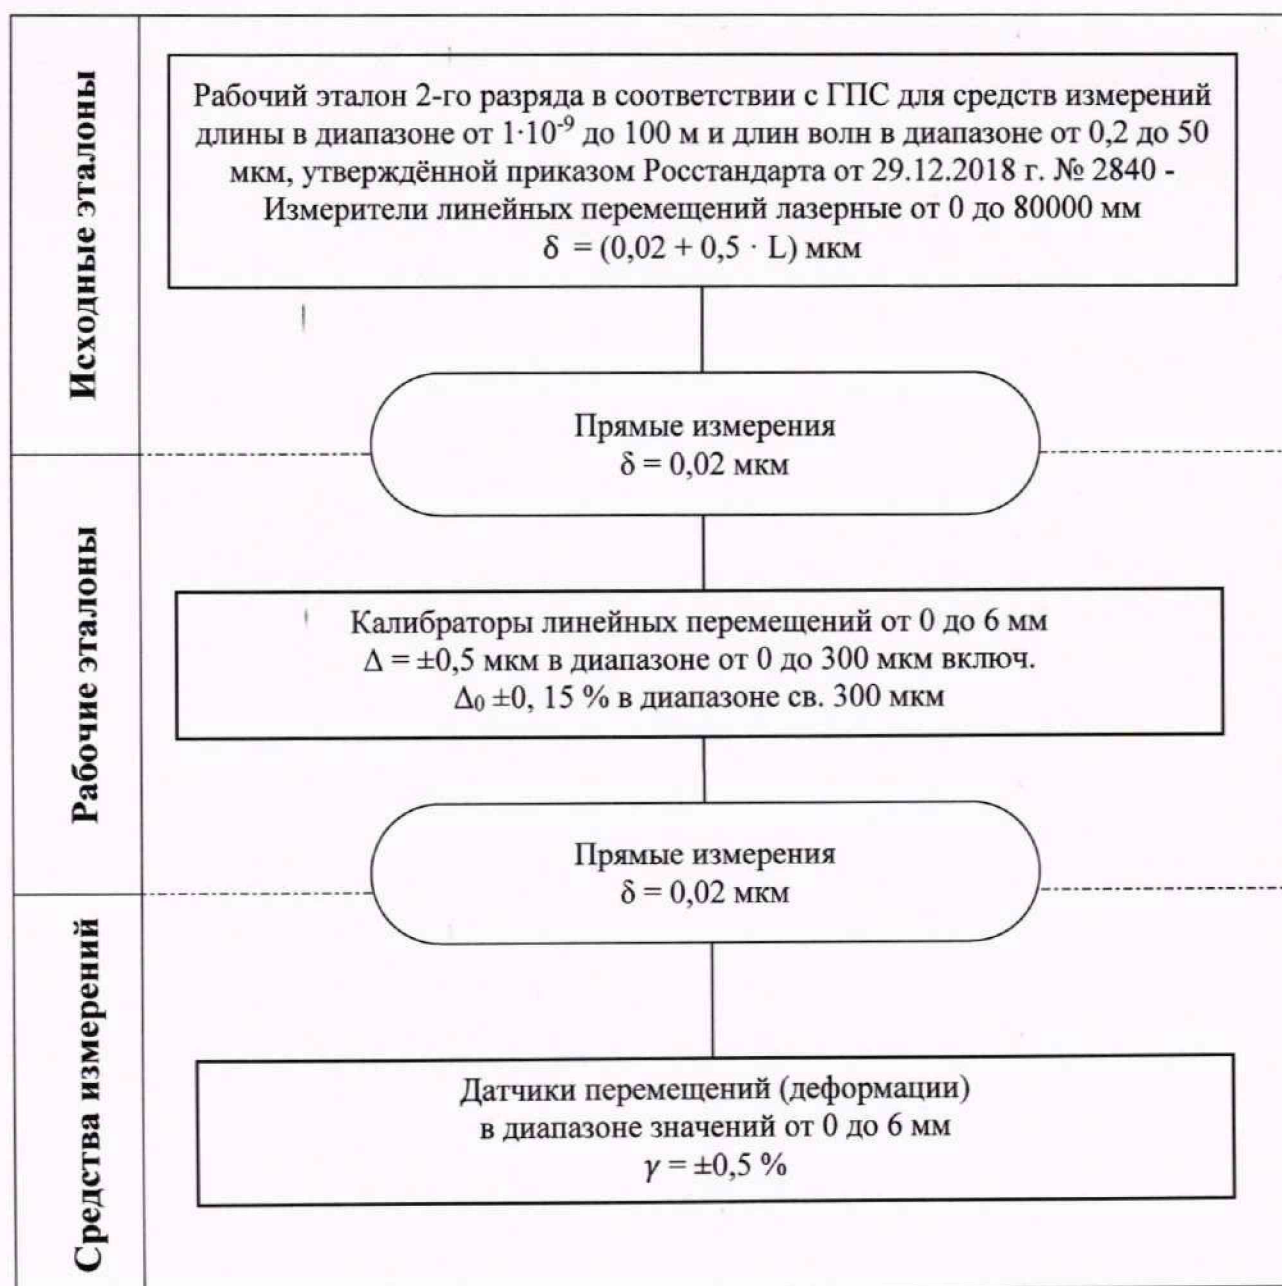 Исходные эталоны
Рабочий эталон 2-го разряда в соответствии с ГПС для средств измерений
длины в диапазоне от 1·10⁻⁹ до 100 м и длин волн в диапазоне от 0,2 до 50
мкм, утверждённой приказом Росстандарта от 29.12.2018 г. № 2840 -
Измерители линейных перемещений лазерные от 0 до 80000 мм
δ = (0,02 + 0,5 · L) мкм
Прямые измерения
δ = 0,02 мкм
Рабочие эталоны
Калибраторы линейных перемещений от 0 до 6 мм
Δ = ±0,5 мкм в диапазоне от 0 до 300 мкм включ.
Δ₀ ±0, 15 % в диапазоне св. 300 мкм
Прямые измерения
δ = 0,02 мкм
Средства измерений
Датчики перемещений (деформации)
в диапазоне значений от 0 до 6 мм
γ = ±0,5 %